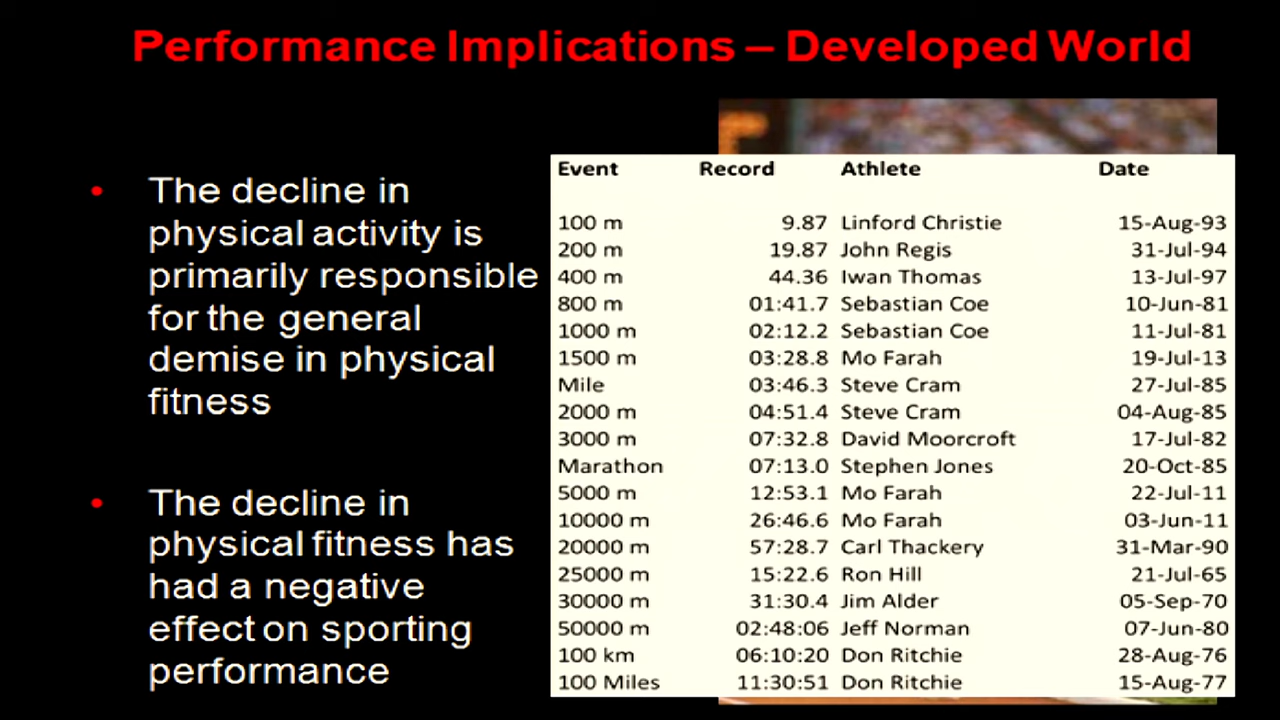 Performance Implications – Developed World
• The decline in
physical activity is
primarily responsible
for the general
demise in physical
fitness
• The decline in
physical fitness has
had a negative
effect on sporting
performance
Event Record Athlete Date
100 m 9.87 Linford Christie 15-Aug-93
200 m 19.87 John Regis 31-Jul-94
400 m 44.36 Iwan Thomas 13-Jul-97
800 m 01:41.7 Sebastian Coe 10-Jun-81
1000 m 02:12.2 Sebastian Coe 11-Jul-81
1500 m 03:28.8 Mo Farah 19-Jul-13
Mile 03:46.3 Steve Cram 27-Jul-85
2000 m 04:51.4 Steve Cram 04-Aug-85
3000 m 07:32.8 David Moorcroft 17-Jul-82
Marathon 07:13.0 Stephen Jones 20-Oct-85
5000 m 12:53.1 Mo Farah 22-Jul-11
10000 m 26:46.6 Mo Farah 03-Jun-11
20000 m 57:28.7 Carl Thackery 31-Mar-90
25000 m 15:22.6 Ron Hill 21-Jul-65
30000 m 31:30.4 Jim Alder 05-Sep-70
50000 m 02:48:06 Jeff Norman 07-Jun-80
100 km 06:10:20 Don Ritchie 28-Aug-76
100 Miles 11:30:51 Don Ritchie 15-Aug-77